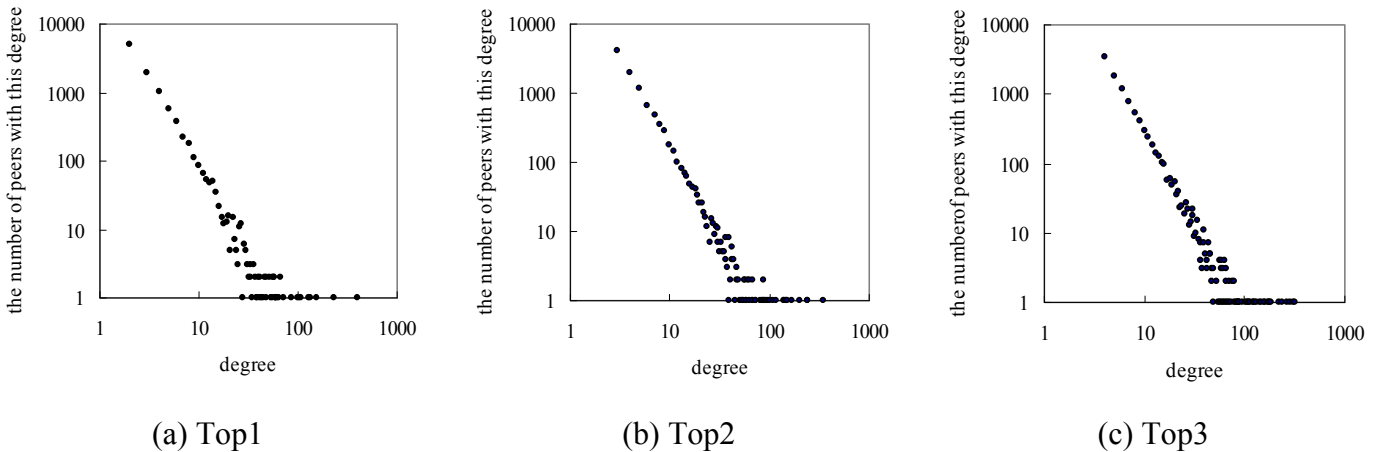 the number of peers with this degree
10000
1000
100
10
1
1 10 100 1000
degree
(a) Top1
the number of peers with this degree
10000
1000
100
10
1
1 10 100 1000
degree
(b) Top2
the numberof peers with this degree
10000
1000
100
10
1
1 10 100 1000
degree
(c) Top3